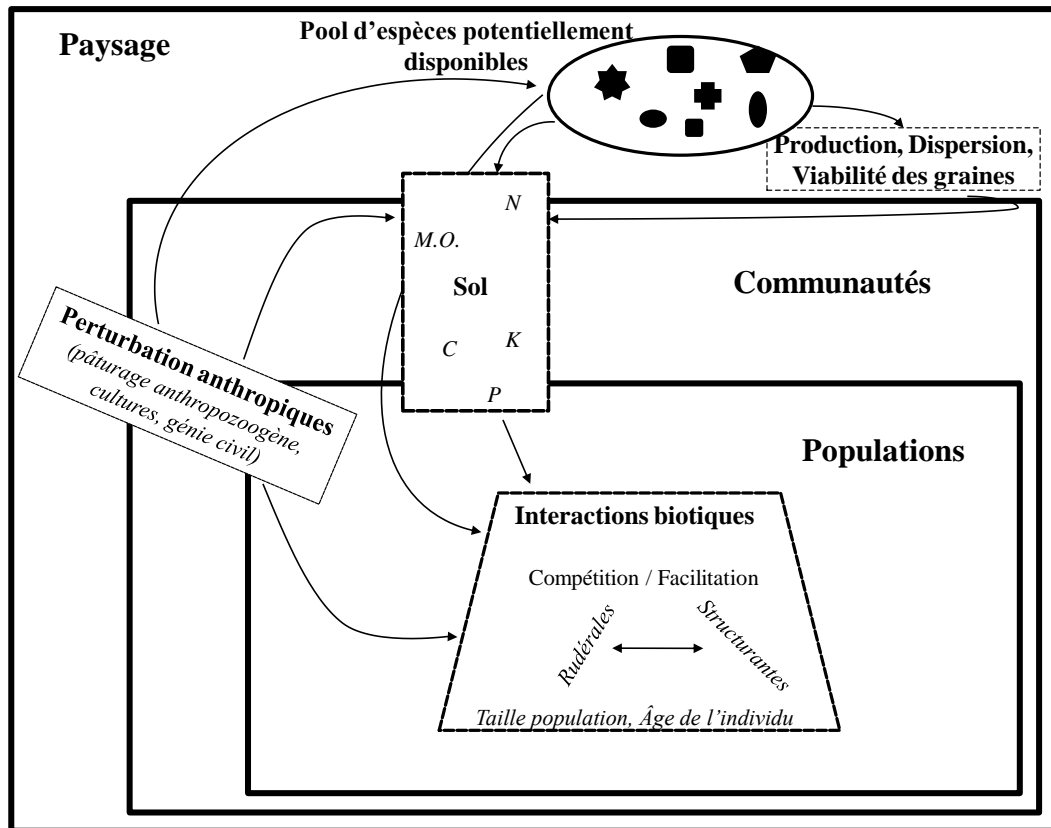 Paysage
Pool d'espèces potentiellement
disponibles
Production, Dispersion,
Viabilité des graines
N
M.O.
Sol
C
K
P
Communautés
Perturbation anthropiques
(pâturage anthropozoogène,
cultures, génie civil)
Populations
Interactions biotiques
Compétition / Facilitation
Rudérales
Structurantes
Taille population, Âge de l'individu